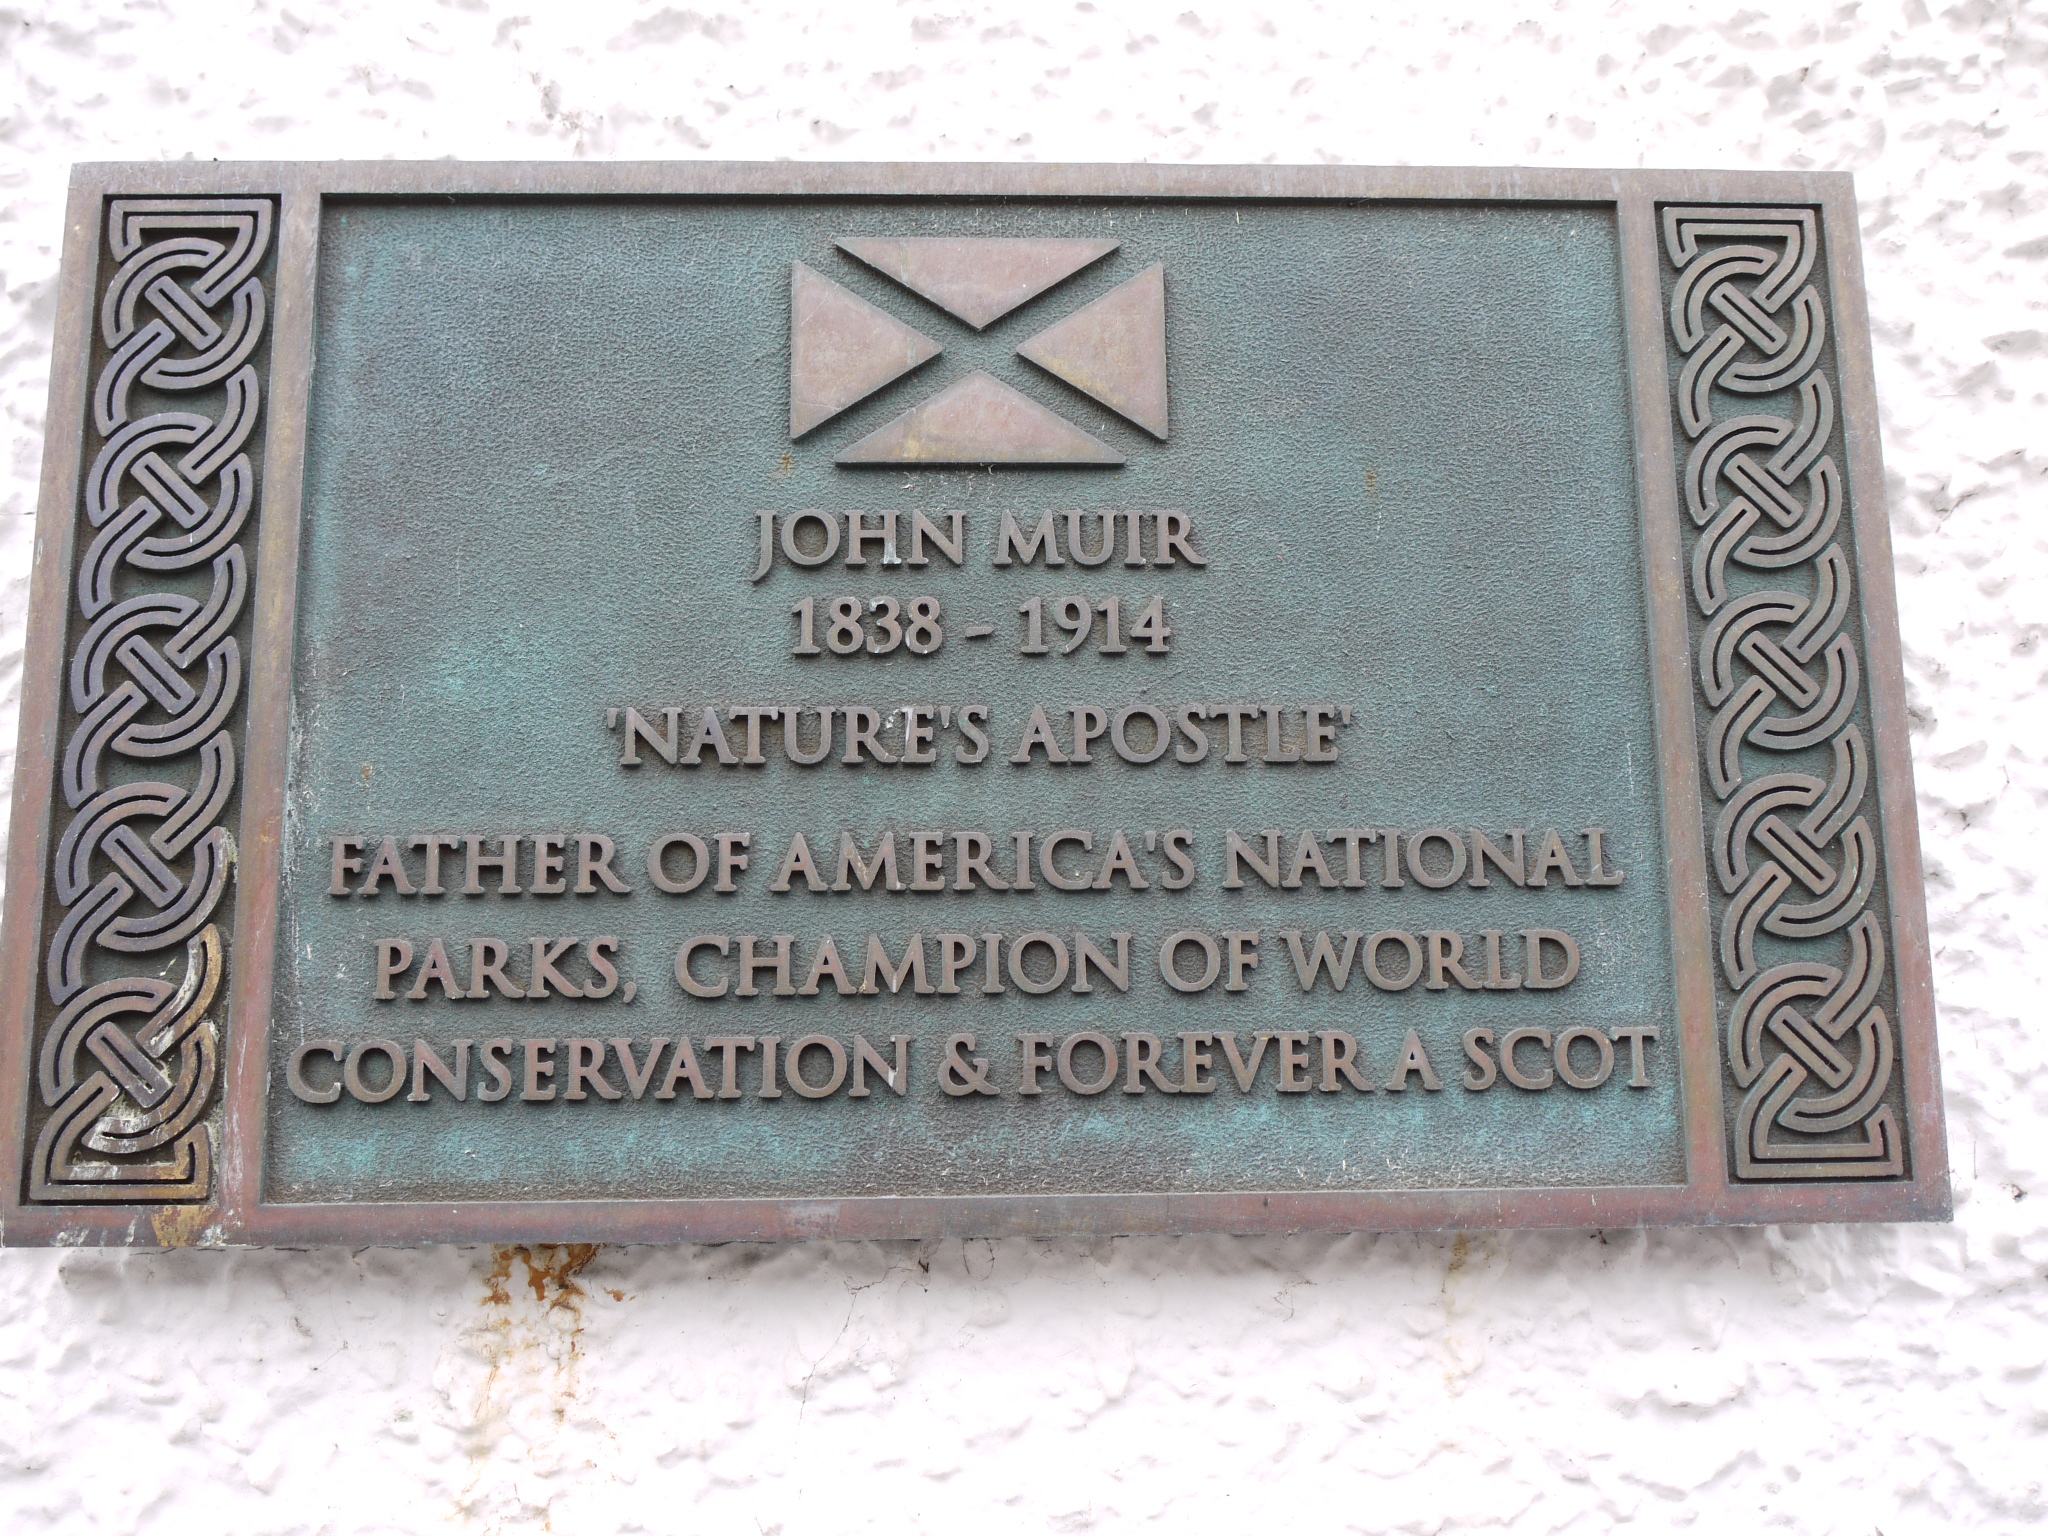 JOHN MUIR
1838 - 1914
'NATURE'S APOSTLE'
FATHER OF AMERICA'S NATIONAL
PARKS, CHAMPION OF WORLD
CONSERVATION & FOREVER A SCOT